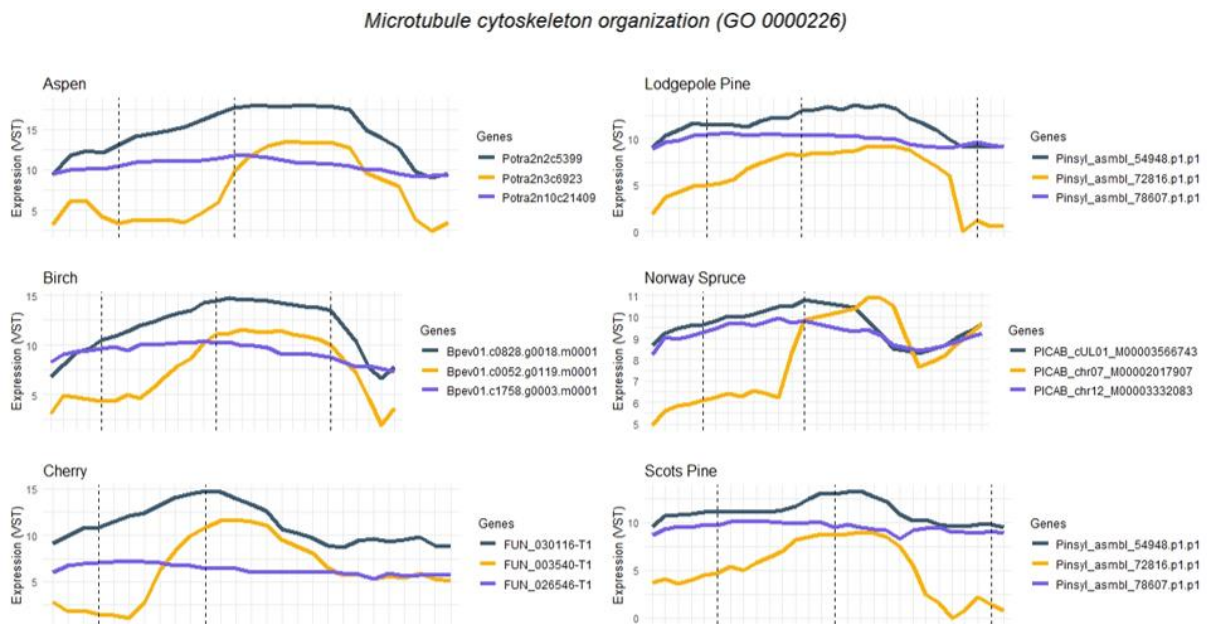 Microtubule cytoskeleton organization (GO 0000226)
Aspen
Expression (VST)
15
10
5
Genes
Potra2n2c5399
Potra2n3c6923
Potra2n10c21409
Lodgepole Pine
Expression (VST)
10
5
0
Genes
Pinsyl_asmbl_54948.p1.p1
Pinsyl_asmbl_72816.p1.p1
Pinsyl_asmbl_78607.p1.p1
Birch
Expression (VST)
15
10
5
Genes
Bpev01.c0828.g0018.m0001
Bpev01.c0052.g0119.m0001
Bpev01.c1758.g0003.m0001
Norway Spruce
Expression (VST)
11
10
9
8
7
6
5
Genes
PICAB_cUL01_M00003566743
PICAB_chr07_M00002017907
PICAB_chr12_M00003332083
Cherry
Expression (VST)
15
10
5
Genes
FUN_030116-T1
FUN_003540-T1
FUN_026546-T1
Scots Pine
Expression (VST)
10
5
0
Genes
Pinsyl_asmbl_54948.p1.p1
Pinsyl_asmbl_72816.p1.p1
Pinsyl_asmbl_78607.p1.p1